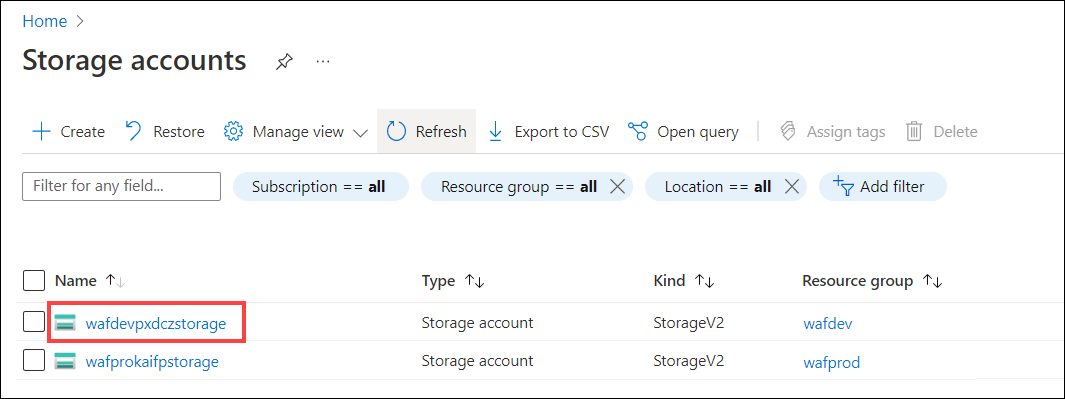 Home
Storage accounts
Create Restore Manage view Refresh Export to CSV Open query Assign tags Delete
Filter for any field... Subscription == all Resource group == all Location == all Add filter
Name Type Kind Resource group
wafdevpxdczstorage Storage account StorageV2 wafdev
wafprokaifpstorage Storage account StorageV2 wafprod